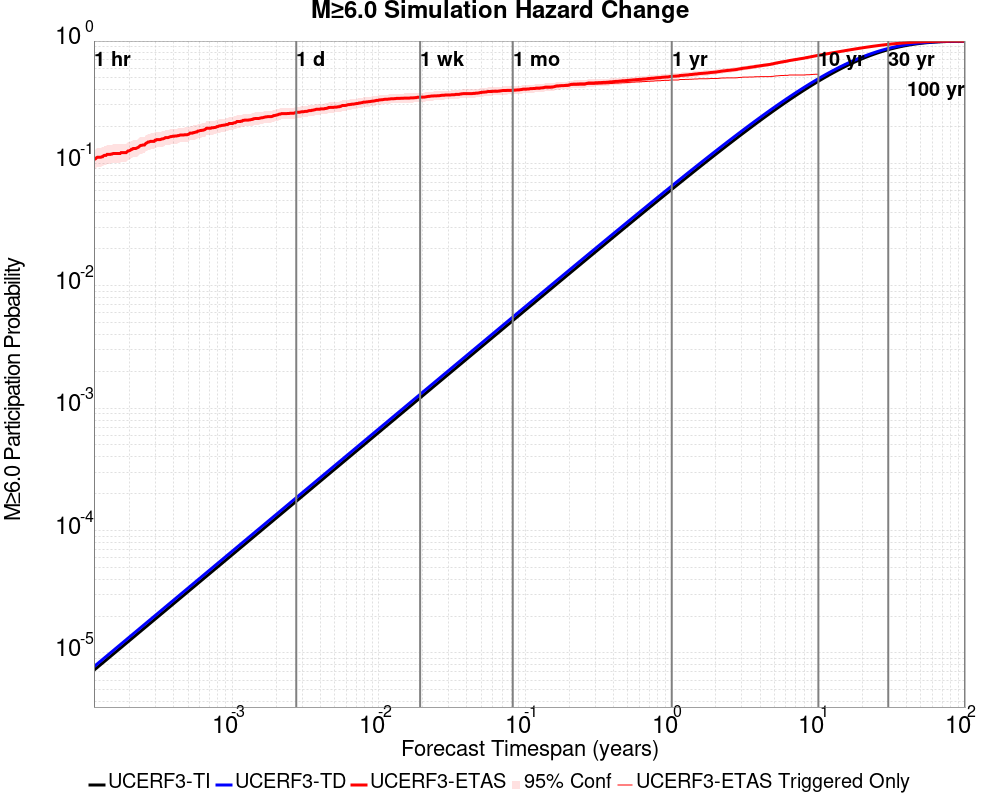 M≥6.0 Simulation Hazard Change
10^0
10^-1
10^-2
10^-3
10^-4
10^-5
M≥6.0 Participation Probability
1 hr
1 d
1 wk
1 mo
1 yr
10 yr
30 yr
100 yr
10^-3
10^-2
10^-1
10^0
10^1
10^2
Forecast Timespan (years)
UCERF3-TI UCERF3-TD UCERF3-ETAS 95% Conf UCERF3-ETAS Triggered Only